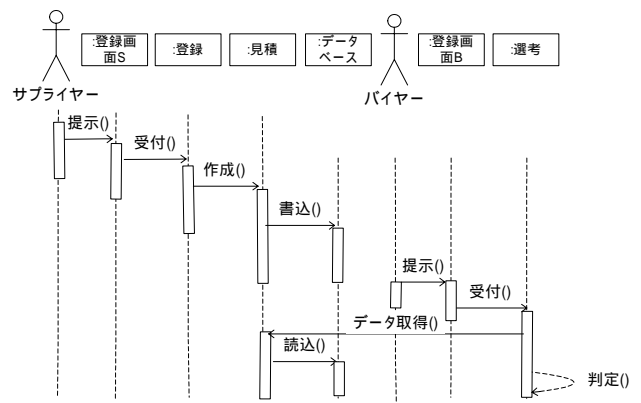 :登録画
面S
:登録
:見積
:データ
ベース
:登録画
面B
:選考
サプライヤー
バイヤー
提示()
受付()
作成()
書込()
提示()
受付()
データ取得()
読込()
判定()